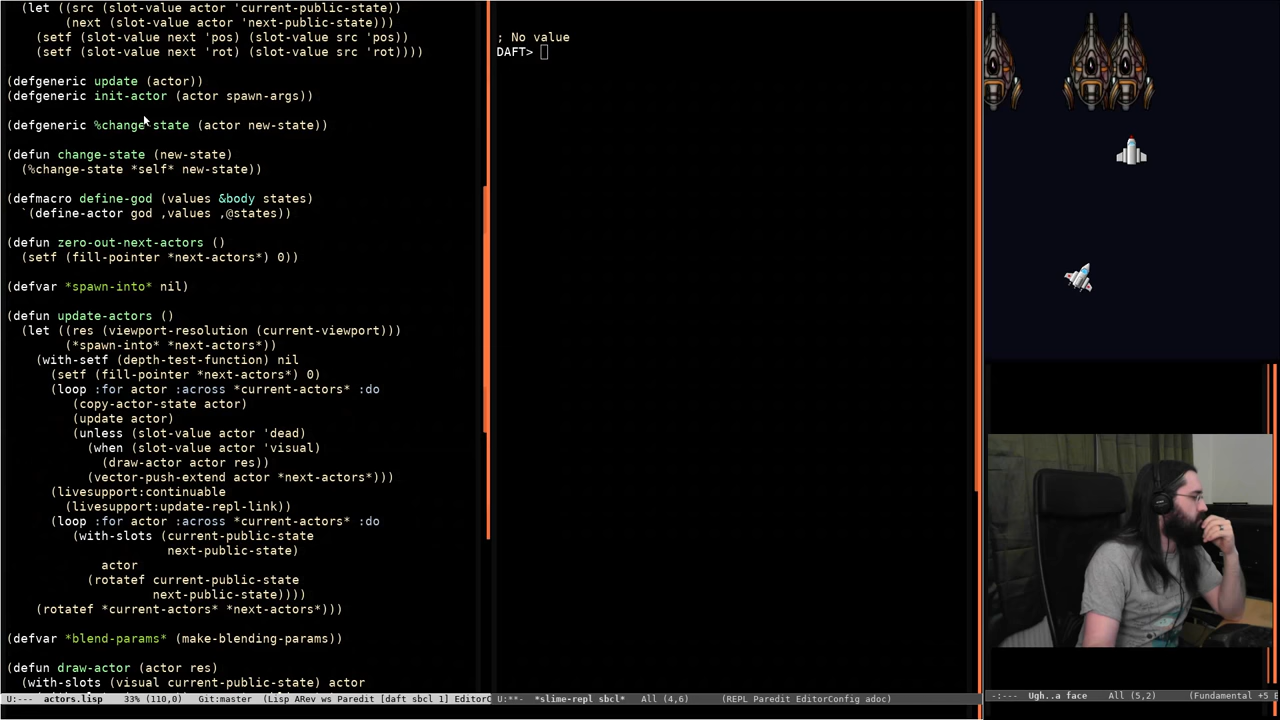 (let ((src (slot-value actor 'current-public-state))
(next (slot-value actor 'next-public-state)))
(setf (slot-value next 'pos) (slot-value src 'pos))
(setf (slot-value next 'rot) (slot-value src 'rot))))
(defgeneric update (actor))
(defgeneric init-actor (actor spawn-args))
(defgeneric %change-state (actor new-state))
(defun change-state (new-state)
(%change-state *self* new-state))
(defmacro define-god (values &body states)
`(define-actor god ,values ,@states))
(defun zero-out-next-actors ()
(setf (fill-pointer *next-actors*) 0))
(defvar *spawn-into* nil)
(defun update-actors ()
(let ((res (viewport-resolution (current-viewport)))
(*spawn-into* *next-actors*))
(with-setf (depth-test-function) nil
(setf (fill-pointer *next-actors*) 0)
(loop :for actor :across *current-actors* :do
(copy-actor-state actor)
(update actor)
(unless (slot-value actor 'dead)
(when (slot-value actor 'visual)
(draw-actor actor res))
(vector-push-extend actor *next-actors*)))
(livesupport:continuable
(livesupport:update-repl-link))
(loop :for actor :across *current-actors* :do
(with-slots (current-public-state
next-public-state)
actor
(rotatef current-public-state
next-public-state))))
(rotatef *current-actors* *next-actors*)))
(defvar *blend-params* (make-blending-params))
(defun draw-actor (actor res)
(with-slots (visual current-public-state) actor
U:--- actors.lisp 33% (110,0) Git:master (Lisp ARev ws Paredit [daft sbcl 1] EditorC
; No value
DAFT>
U:**- *slime-repl sbcl* All (4,6) (REPL Paredit EditorConfig adoc)
-:--- Ugh..a face All (5,2) (Fundamental +5 E